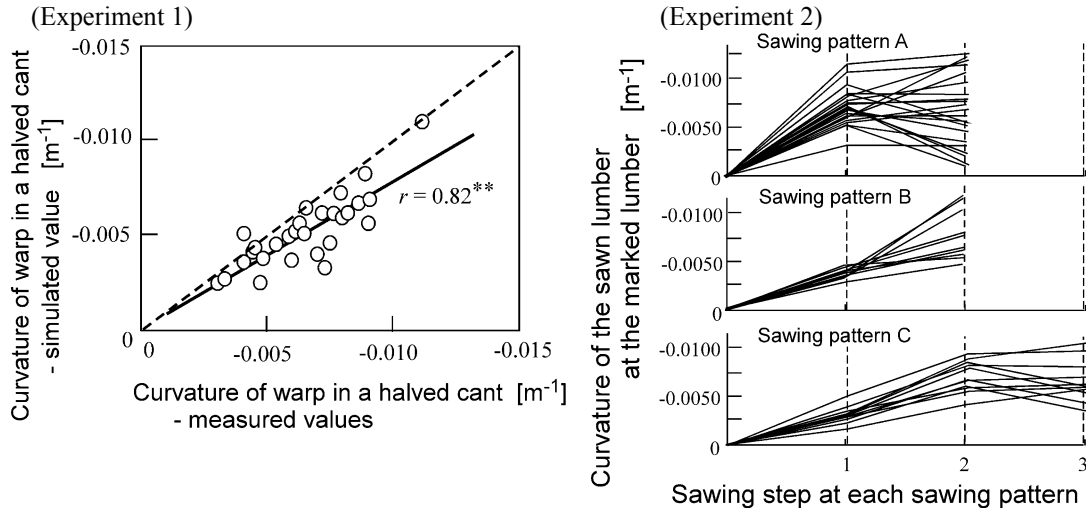 (Experiment 1)
-0.015
-0.010
-0.005
0
0
-0.005
-0.010
-0.015
r = 0.82**
Curvature of warp in a halved cant [m-1]
- simulated value
Curvature of warp in a halved cant [m-1]
- measured values
(Experiment 2)
Sawing pattern A
-0.0100
-0.0050
0
Sawing pattern B
-0.0100
-0.0050
0
Sawing pattern C
-0.0100
-0.0050
0
1
2
3
Curvature of the sawn lumber
at the marked lumber [m-1]
Sawing step at each sawing pattern